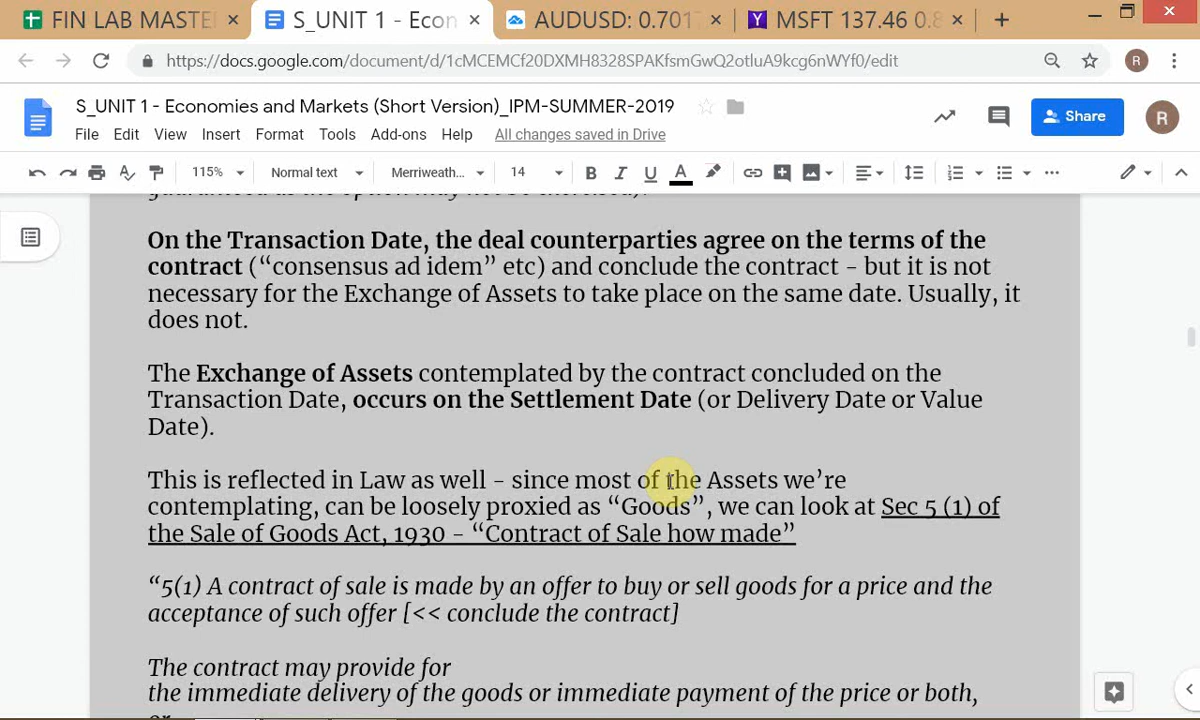 FIN LAB MASTE
S_UNIT 1 - Econ
AUDUSD: 0.701
MSFT 137.46 0.8
https://docs.google.com/document/d/1cMCEMCf20DXMH8328SPAKfsmGwQ2otluA9kcg6nWYf0/edit
R
S_UNIT 1 - Economies and Markets (Short Version)_IPM-SUMMER-2019
File Edit View Insert Format Tools Add-ons Help All changes saved in Drive
Share
R
115% Normal text Merriweath... 14 B I U A
guaranteed as the option may not be exercised).
On the Transaction Date, the deal counterparties agree on the terms of the
contract (“consensus ad idem” etc) and conclude the contract - but it is not
necessary for the Exchange of Assets to take place on the same date. Usually, it
does not.
The Exchange of Assets contemplated by the contract concluded on the
Transaction Date, occurs on the Settlement Date (or Delivery Date or Value
Date).
This is reflected in Law as well - since most of the Assets we’re
contemplating, can be loosely proxied as “Goods”, we can look at Sec 5 (1) of
the Sale of Goods Act, 1930 - “Contract of Sale how made”
“5(1) A contract of sale is made by an offer to buy or sell goods for a price and the
acceptance of such offer [<< conclude the contract]
The contract may provide for
the immediate delivery of the goods or immediate payment of the price or both,
or